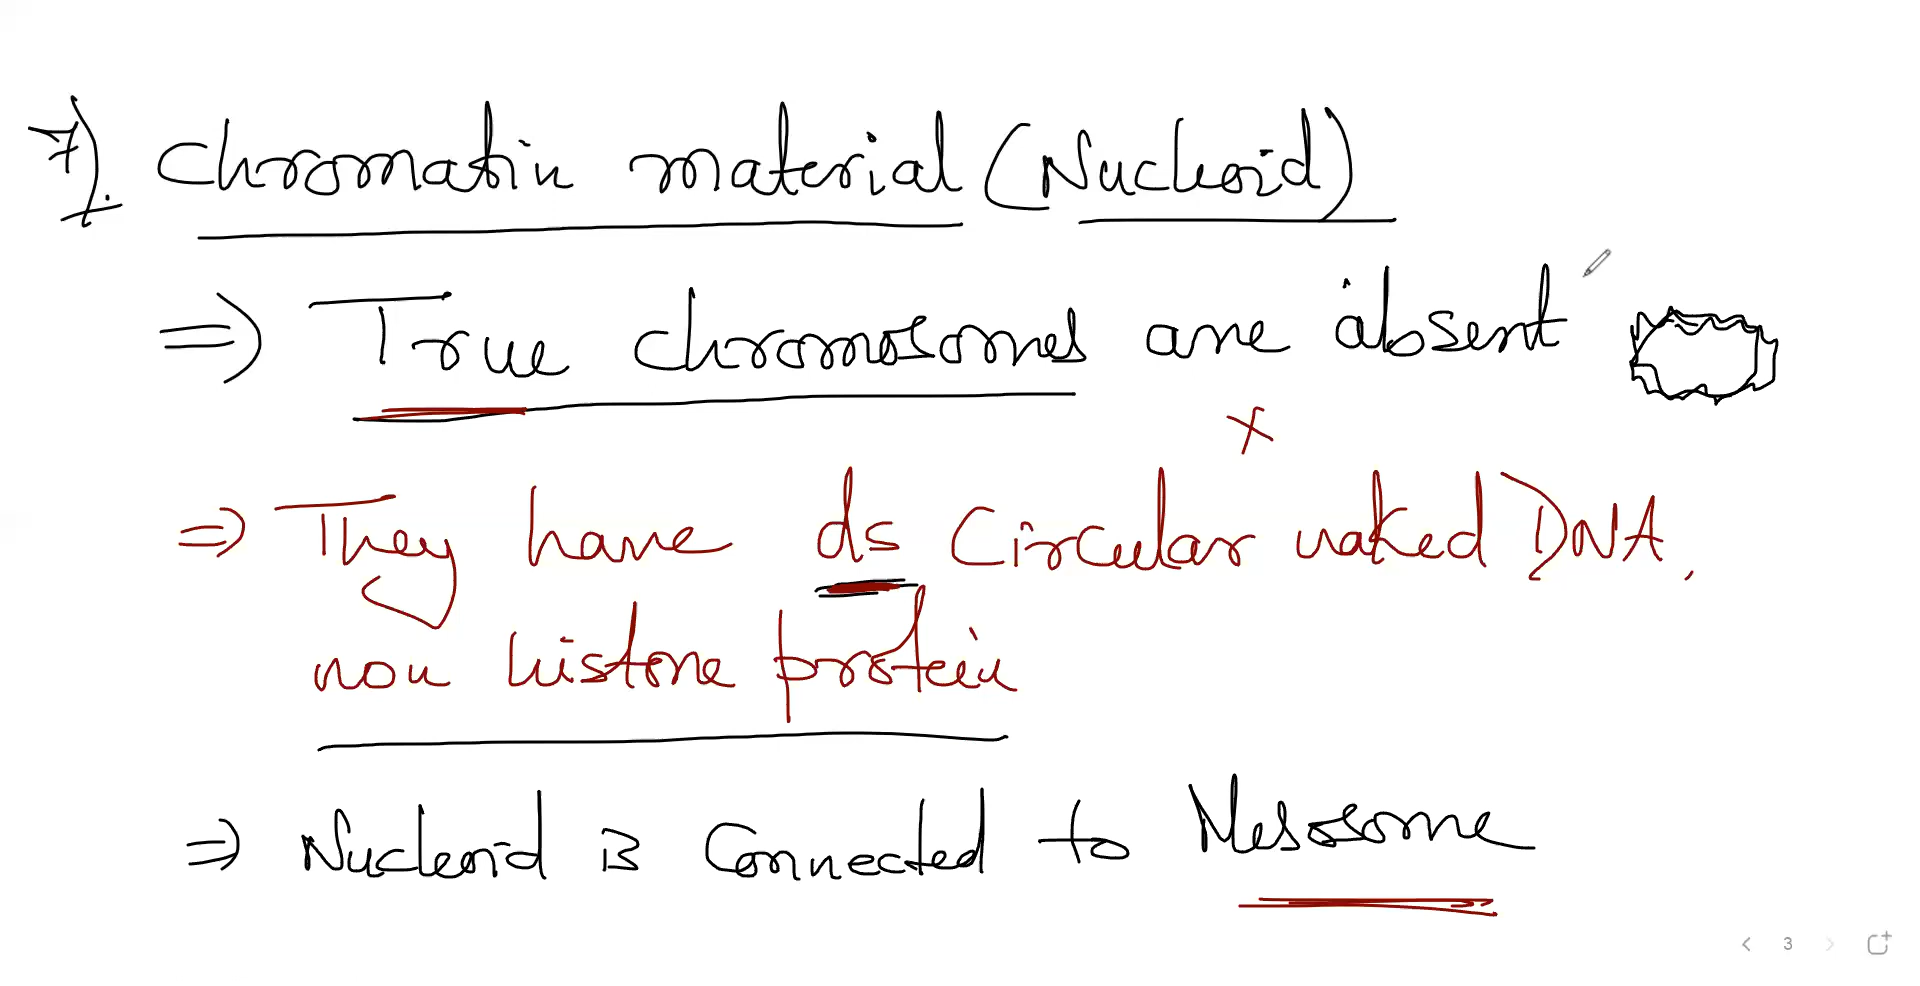 7). Chromatin material (Nucleoid)
=> True chromosomes are absent
x
=> They have ds Circular naked DNA,
non histone protein
=> Nucleoid is Connected to Mesosome
3